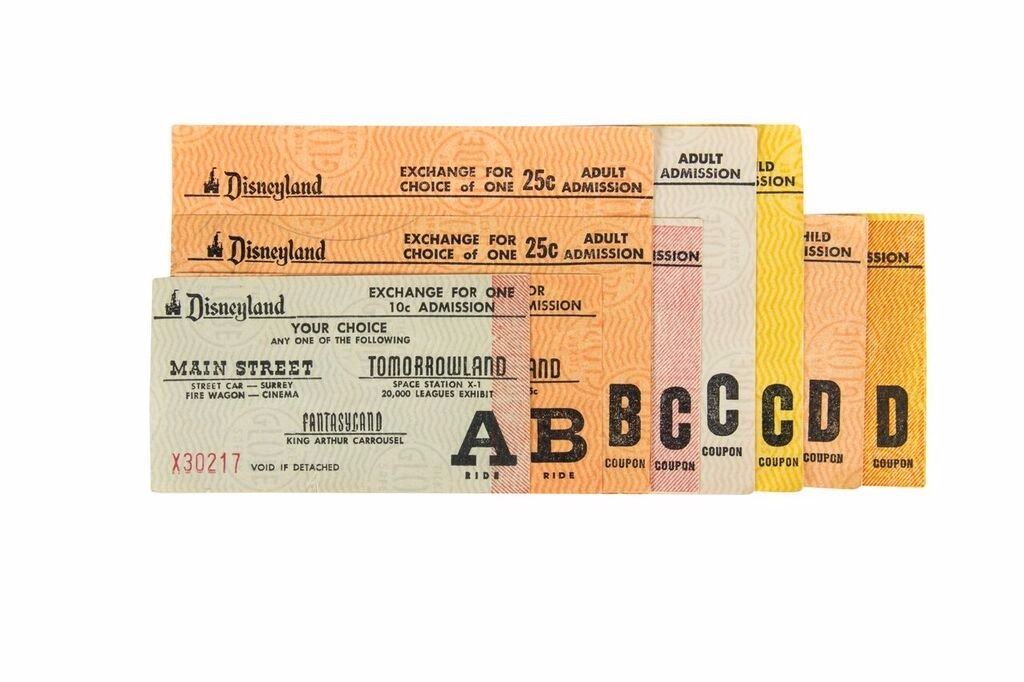 Disneyland EXCHANGE FOR CHOICE of ONE 25c ADULT ADMISSION
ADULT ADMISSION
Disneyland EXCHANGE FOR CHOICE of ONE 25c ADULT ADMISSION
Disneyland
EXCHANGE FOR ONE
10c ADMISSION
YOUR CHOICE
ANY ONE OF THE FOLLOWING
MAIN STREET
STREET CAR — SURREY
FIRE WAGON — CINEMA
TOMORROWLAND
SPACE STATION X-1
20,000 LEAGUES EXHIBIT
FANTASYLAND
KING ARTHUR CARROUSEL
X30217 VOID IF DETACHED
A
RIDE
B
RIDE
B
COUPON
C
COUPON
C
COUPON
C
COUPON
D
COUPON
D
COUPON